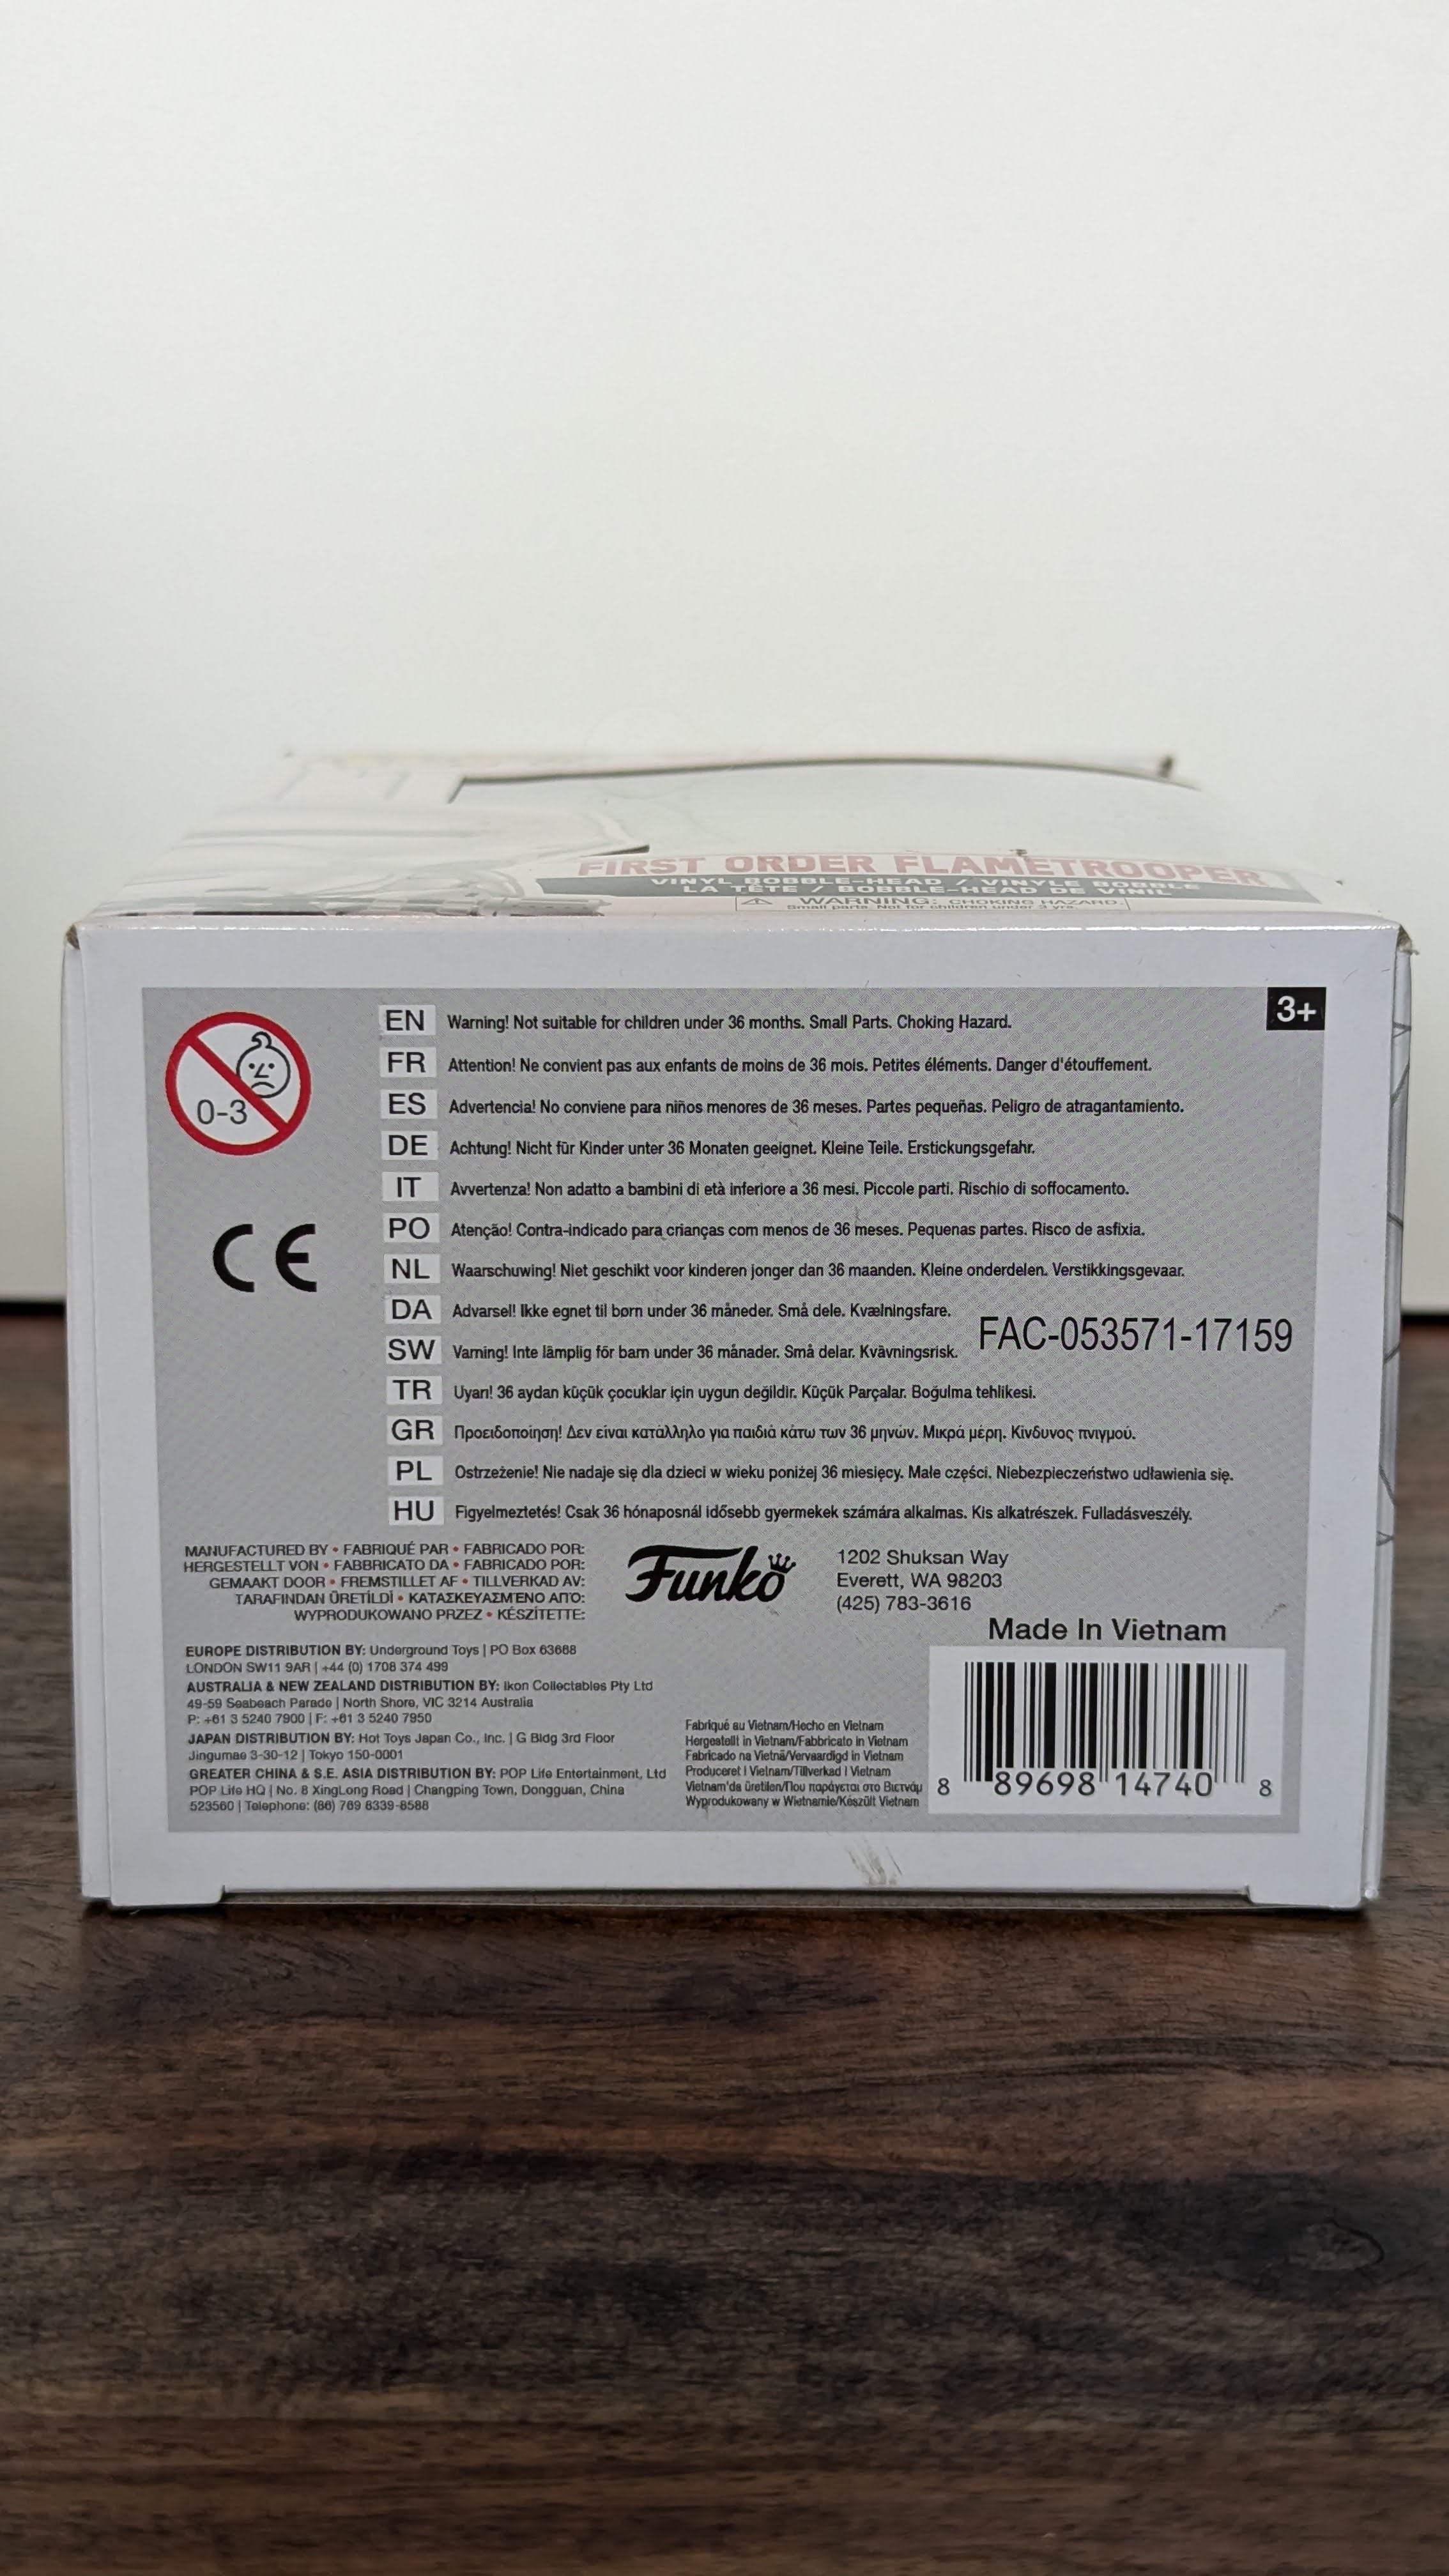 FIRST ORDER FLAMETROOPER
VINYL BOBBLE-HEAD / VINYLE BOBBLE
LA TÊTE / BOBBLE-HEAD DE VINIL
WARNING: CHOKING HAZARD.
Small parts. Not for children under 3 yrs.
3+
0-3
EN Warning! Not suitable for children under 36 months. Small Parts. Choking Hazard.
FR Attention! Ne convient pas aux enfants de moins de 36 mois. Petites éléments. Danger d'étouffement.
ES Advertencia! No conviene para niños menores de 36 meses. Partes pequeñas. Peligro de atragantamiento.
DE Achtung! Nicht für Kinder unter 36 Monaten geeignet. Kleine Teile. Erstickungsgefahr.
IT Avvertenza! Non adatto a bambini di età inferiore a 36 mesi. Piccole parti. Rischio di soffocamento.
PO Atenção! Contra-indicado para crianças com menos de 36 meses. Pequenas partes. Risco de asfixia.
CE
NL Waarschuwing! Niet geschikt voor kinderen jonger dan 36 maanden. Kleine onderdelen. Verstikkingsgevaar.
DA Advarsel! Ikke egnet til børn under 36 måneder. Små dele. Kvælningsfare.
FAC-053571-17159
SW Varning! Inte lämplig för barn under 36 månader. Små delar. Kvävningsrisk.
TR Uyarı! 36 aydan küçük çocuklar için uygun değildir. Küçük Parçalar. Boğulma tehlikesi.
GR Προειδοποίηση! Δεν είναι κατάλληλο για παιδιά κάτω των 36 μηνών. Μικρά μέρη. Κίνδυνος πνιγμού.
PL Ostrzeżenie! Nie nadaje się dla dzieci w wieku poniżej 36 miesięcy. Małe części. Niebezpieczeństwo udławienia się.
HU Figyelmeztetés! Csak 36 hónaposnál idősebb gyermekek számára alkalmas. Kis alkatrészek. Fulladásveszély.
MANUFACTURED BY • FABRIQUÉ PAR • FABRICADO POR:
HERGESTELLT VON • FABBRICATO DA • FABRICADO POR:
GEMAAKT DOOR • FREMSTILLET AF • TILLVERKAD AV:
TARAFINDAN ÜRETİLDİ • ΚΑΤΑΣΚΕΥΑΣΜΈΝΟ ΑΠΌ:
WYPRODUKOWANO PRZEZ • KÉSZÍTETTE:
Funko
1202 Shuksan Way
Everett, WA 98203
(425) 783-3616
Made In Vietnam
EUROPE DISTRIBUTION BY: Underground Toys | PO Box 63668
LONDON SW11 9AR | +44 (0) 1708 374 499
AUSTRALIA & NEW ZEALAND DISTRIBUTION BY: Ikon Collectables Pty Ltd
49-59 Seabeach Parade | North Shore, VIC 3214 Australia
P: +61 3 5240 7900 | F: +61 3 5240 7950
JAPAN DISTRIBUTION BY: Hot Toys Japan Co., Inc. | G Bldg 3rd Floor
Jingumae 3-30-12 | Tokyo 150-0001
GREATER CHINA & S.E. ASIA DISTRIBUTION BY: POP Life Entertainment, Ltd
POP Life HQ | No. 8 XingLong Road | Changping Town, Dongguan, China
523560 | Telephone: (86) 769 8339-8588
Fabriqué au Vietnam/Hecho en Vietnam
Hergestellt in Vietnam/Fabbricato in Vietnam
Fabricado na Vietnã/Vervaardigd in Vietnam
Produceret I Vietnam/Tillverkad I Vietnam
Vietnam'da üretilen/Που παράγεται στο Βιετνάμ
Wyprodukowany w Wietnamie/Készült Vietnam
8 89698 14740 8